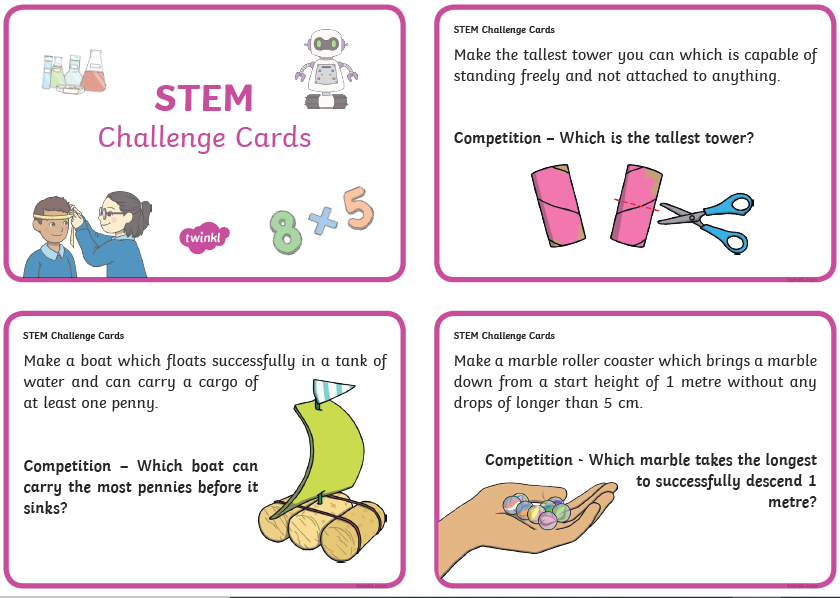 STEM
Challenge Cards
twinkl
8 + 5
STEM Challenge Cards
Make the tallest tower you can which is capable of
standing freely and not attached to anything.
Competition – Which is the tallest tower?
STEM Challenge Cards
Make a boat which floats successfully in a tank of
water and can carry a cargo of
at least one penny.
Competition – Which boat can
carry the most pennies before it
sinks?
STEM Challenge Cards
Make a marble roller coaster which brings a marble
down from a start height of 1 metre without any
drops of longer than 5 cm.
Competition - Which marble takes the longest
to successfully descend 1
metre?